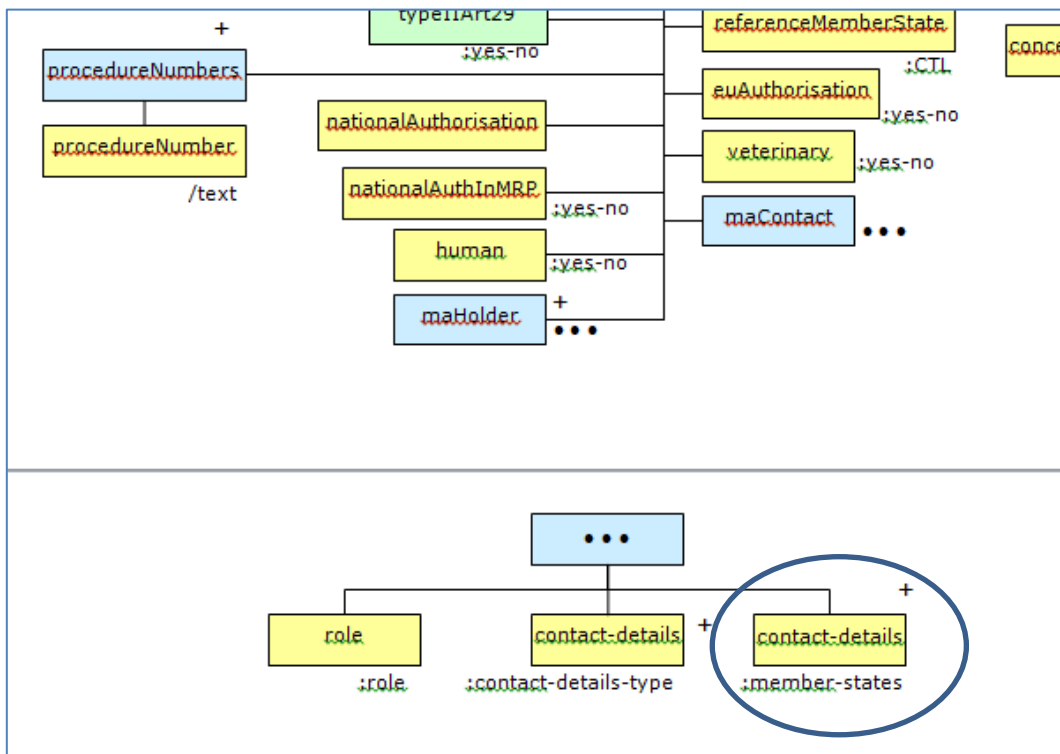 typeIIArt29
:yes-no
+
procedureNumbers
procedureNumber
/text
nationalAuthorisation
nationalAuthInMRP
:yes-no
human
:yes-no
maHolder
+
•••
referenceMemberState
:CTL
euAuthorisation
:yes-no
veterinary
:yes-no
maContact
•••
•••
role
:role
contact-details
+
:contact-details-type
contact-details
+
:member-states